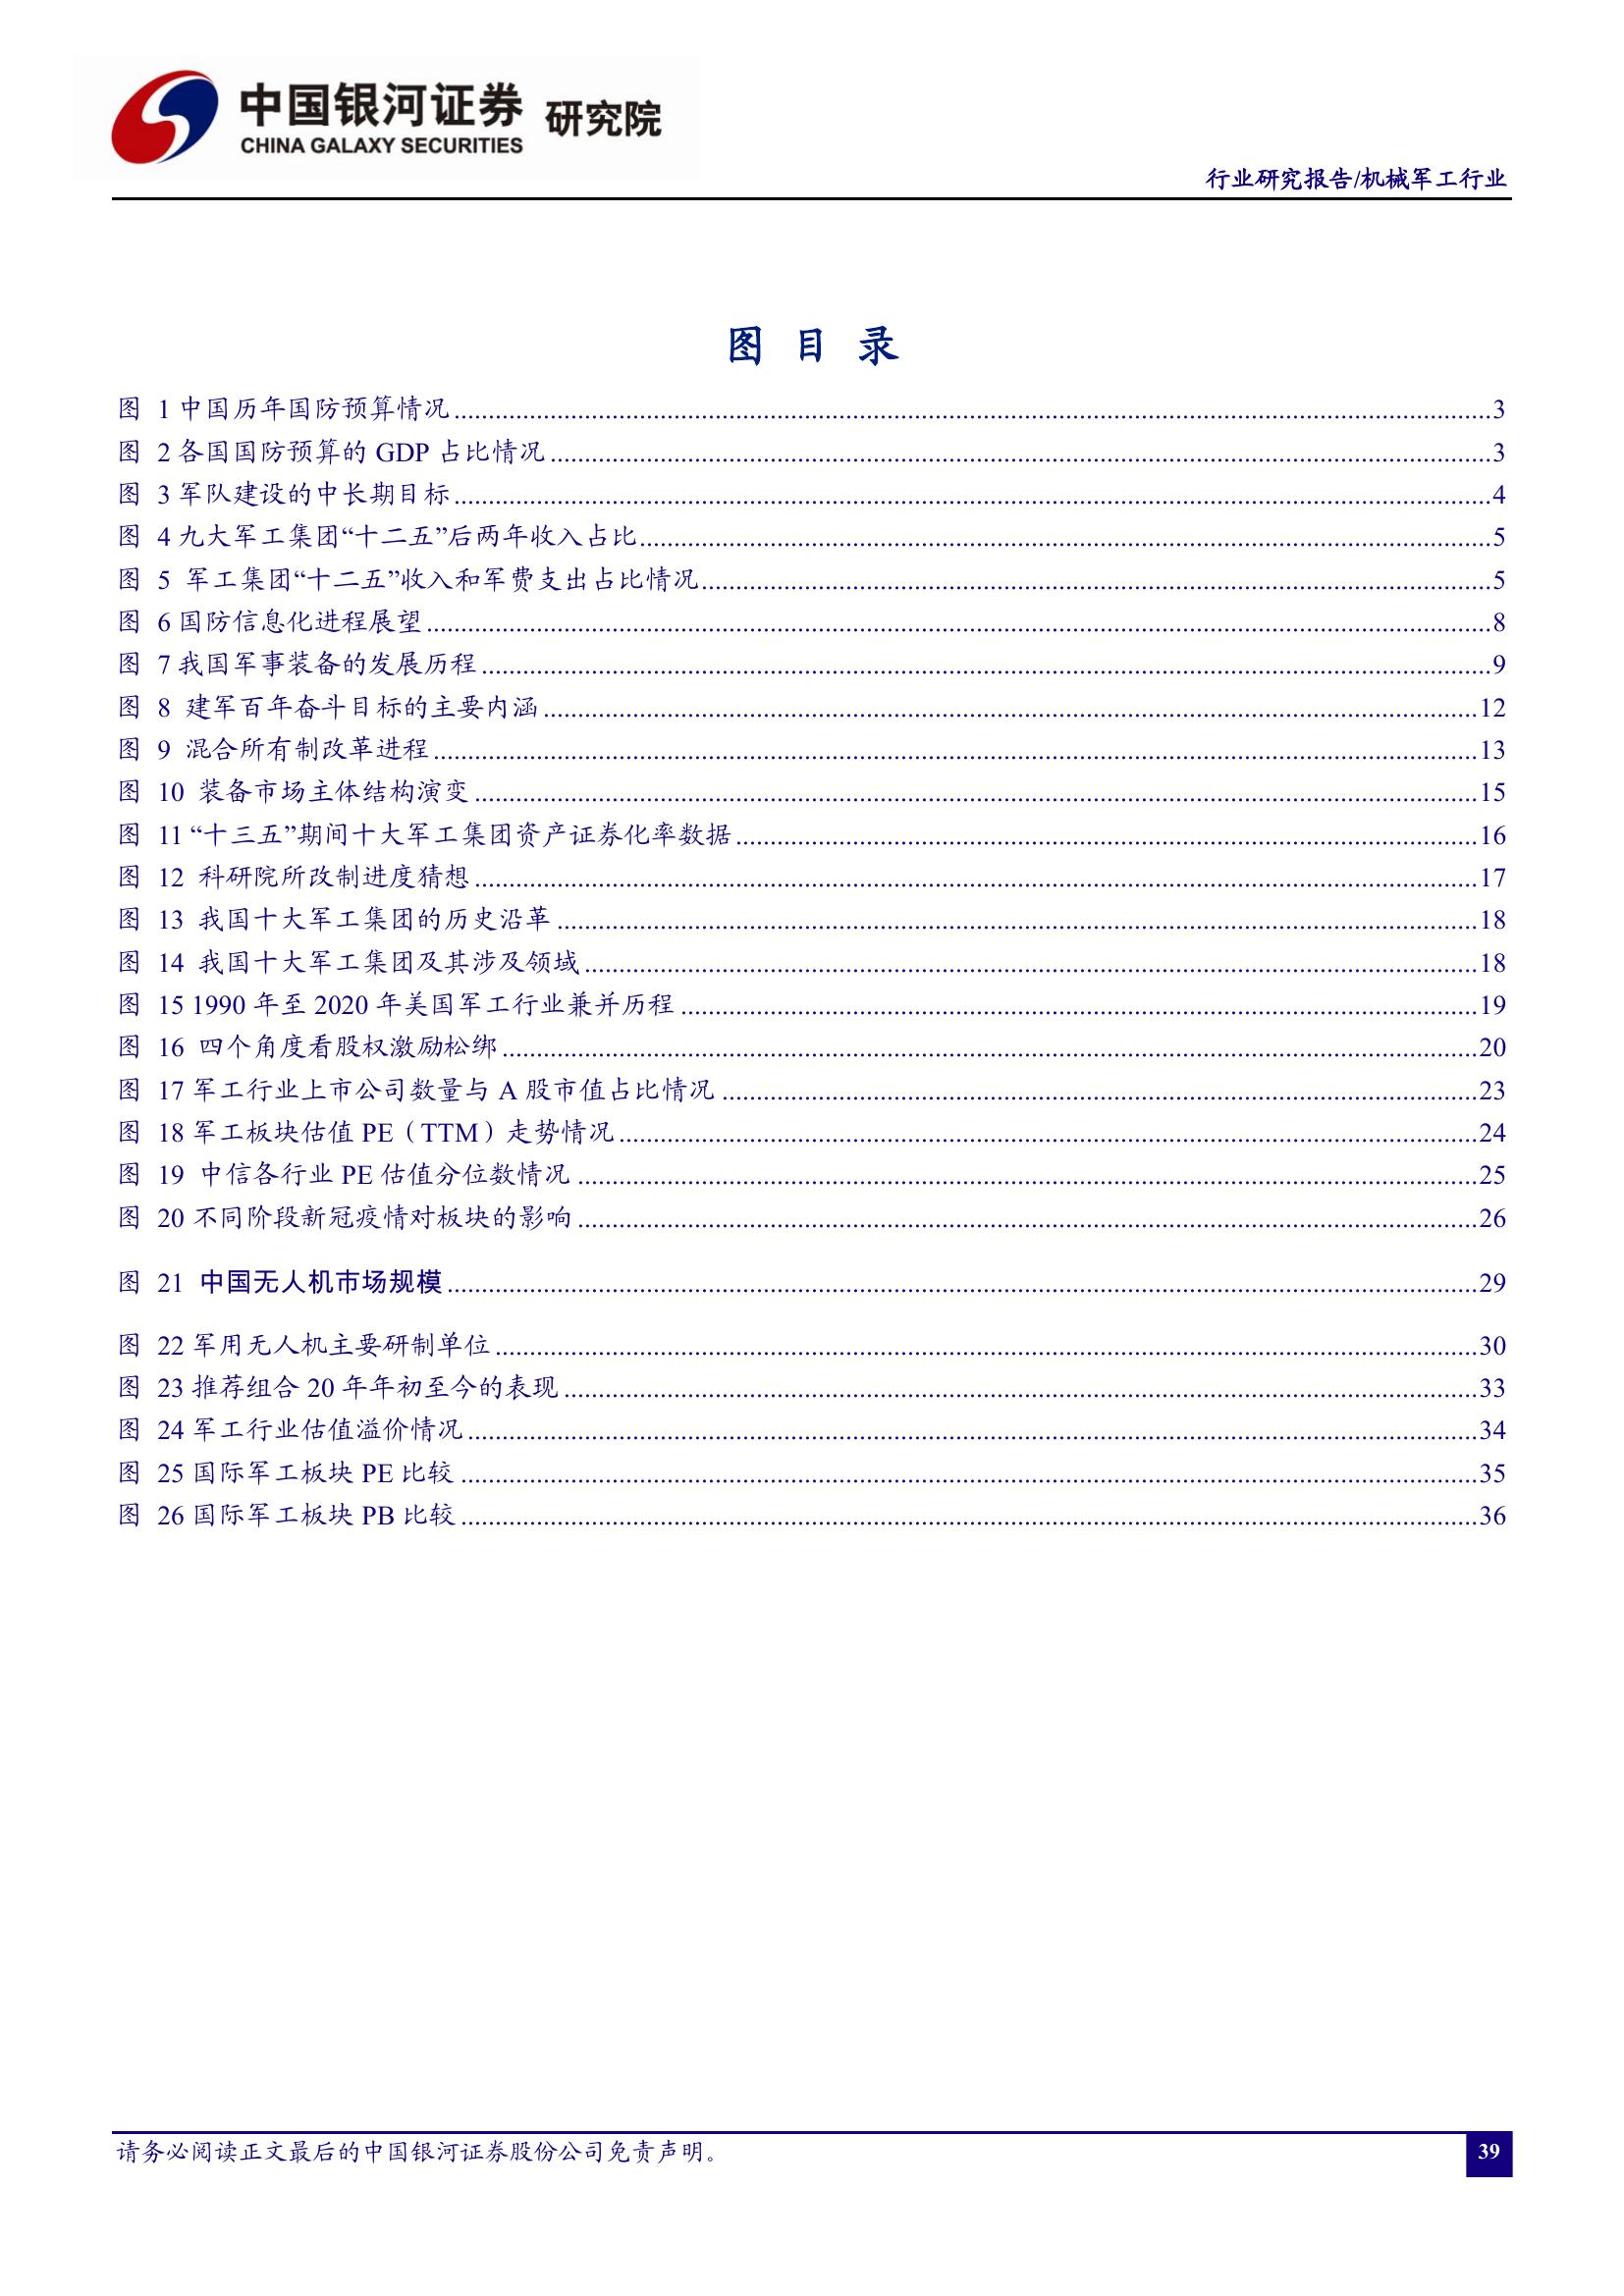 中国银河证券 研究院
CHINA GALAXY SECURITIES
行业研究报告/机械军工行业
图 目 录
图 1 中国历年国防预算情况......3
图 2 各国国防预算的 GDP 占比情况......3
图 3 军队建设的中长期目标......4
图 4 九大军工集团“十二五”后两年收入占比......5
图 5 军工集团“十二五”收入和军费支出占比情况......5
图 6 国防信息化进程展望......8
图 7 我国军事装备的发展历程......9
图 8 建军百年奋斗目标的主要内涵......12
图 9 混合所有制改革进程......13
图 10 装备市场主体结构演变......15
图 11 “十三五”期间十大军工集团资产证券化率数据......16
图 12 科研院所改制进度猜想......17
图 13 我国十大军工集团的历史沿革......18
图 14 我国十大军工集团及其涉及领域......18
图 15 1990 年至 2020 年美国军工行业兼并历程......19
图 16 四个角度看股权激励松绑......20
图 17 军工行业上市公司数量与 A 股市值占比情况......23
图 18 军工板块估值 PE（TTM）走势情况......24
图 19 中信各行业 PE 估值分位数情况......25
图 20 不同阶段新冠疫情对板块的影响......26
图 21 中国无人机市场规模......29
图 22 军用无人机主要研制单位......30
图 23 推荐组合 20 年年初至今的表现......33
图 24 军工行业估值溢价情况......34
图 25 国际军工板块 PE 比较......35
图 26 国际军工板块 PB 比较......36
请务必阅读正文最后的中国银河证券股份公司免责声明。
39